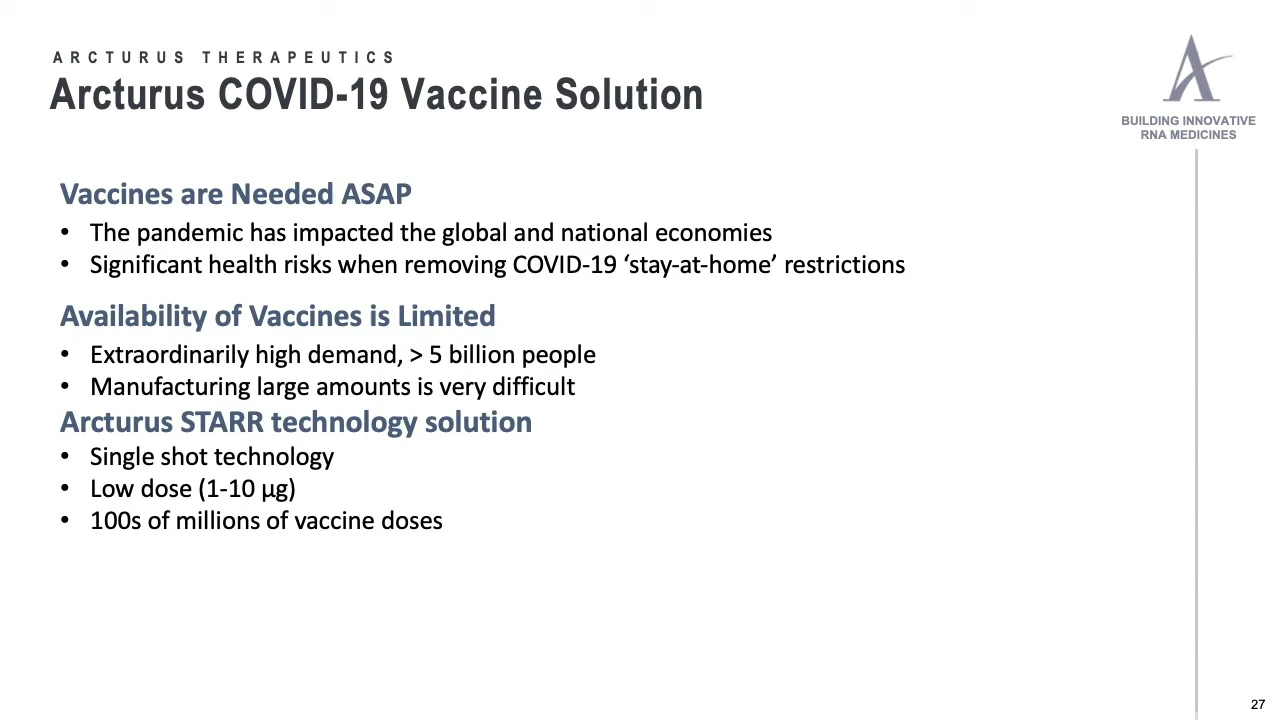 ARCTURUS THERAPEUTICS
Arcturus COVID-19 Vaccine Solution
BUILDING INNOVATIVE
RNA MEDICINES
Vaccines are Needed ASAP
• The pandemic has impacted the global and national economies
• Significant health risks when removing COVID-19 ‘stay-at-home’ restrictions
Availability of Vaccines is Limited
• Extraordinarily high demand, > 5 billion people
• Manufacturing large amounts is very difficult
Arcturus STARR technology solution
• Single shot technology
• Low dose (1-10 µg)
• 100s of millions of vaccine doses
27